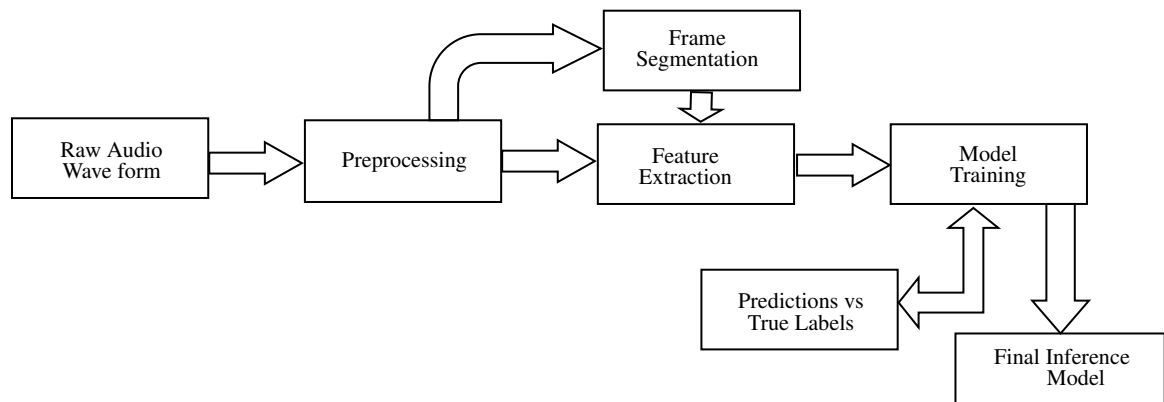 Frame
Segmentation
Raw Audio
Wave form
Preprocessing
Feature
Extraction
Model
Training
Predictions vs
True Labels
Final Inference
Model